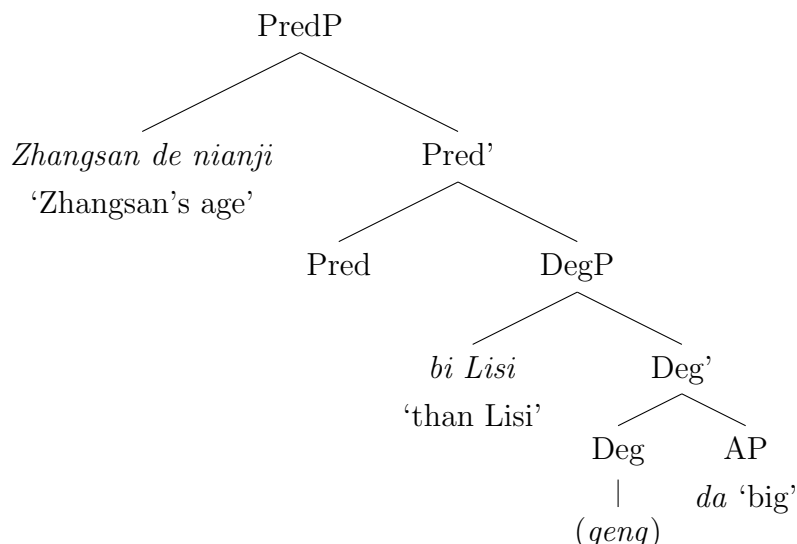 PredP
Zhangsan de nianji
‘Zhangsan’s age’
Pred’
Pred
DegP
bi Lisi
‘than Lisi’
Deg’
Deg
(geng)
AP
da ‘big’